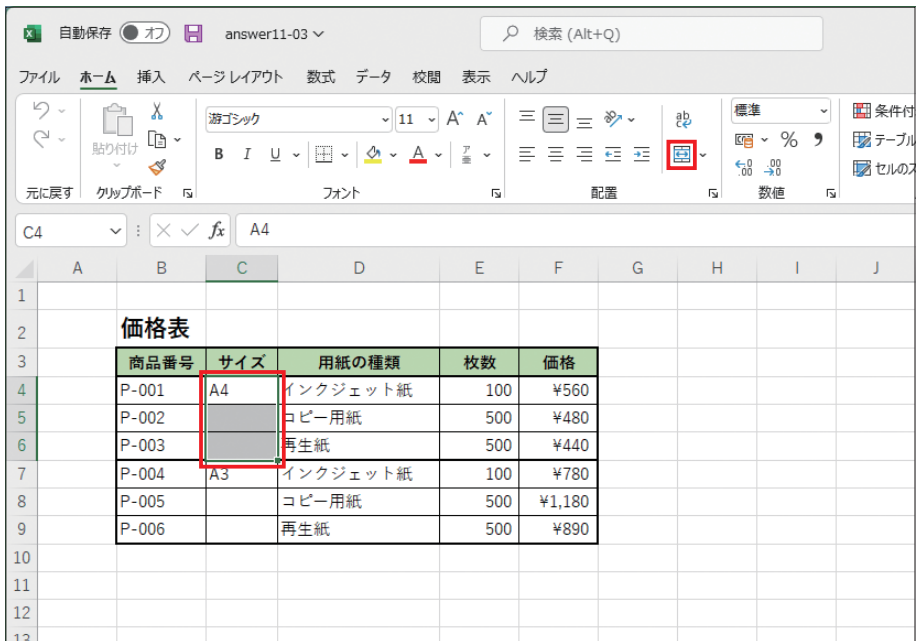 自動保存 オフ answer11-03 検索 (Alt+Q)
ファイル ホーム 挿入 ページ レイアウト 数式 データ 校閲 表示 ヘルプ
游ゴシック 11 A A ab 標準 条件付
貼り付け B I U A ア 亜 % 9 テーブル
.00 .00 セルのス
元に戻す クリップボード フォント 配置 数値
C4 fx A4
A B C D E F G H I J
1
2 価格表
3 商品番号 サイズ 用紙の種類 枚数 価格
4 P-001 A4 インクジェット紙 100 ¥560
5 P-002 コピー用紙 500 ¥480
6 P-003 再生紙 500 ¥440
7 P-004 A3 インクジェット紙 100 ¥780
8 P-005 コピー用紙 500 ¥1,180
9 P-006 再生紙 500 ¥890
10
11
12
13